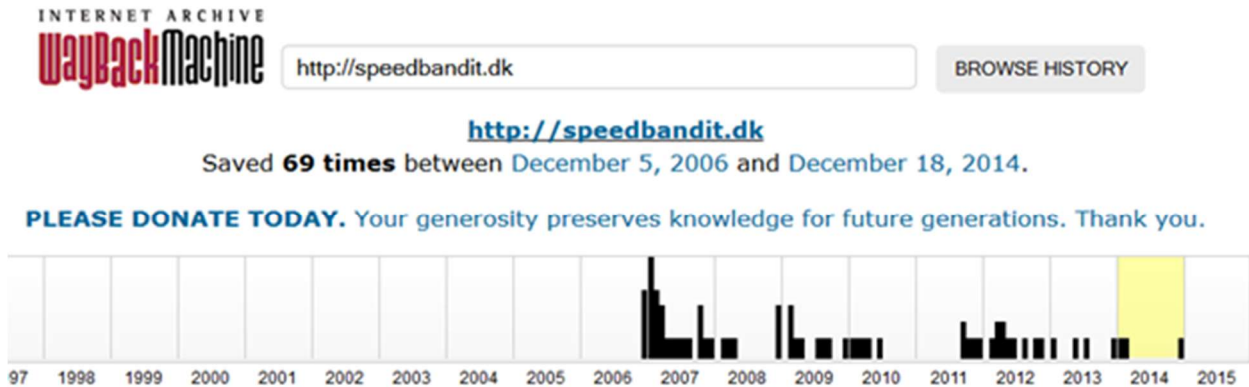 INTERNET ARCHIVE
WayBackMachine
http://speedbandit.dk
BROWSE HISTORY
http://speedbandit.dk
Saved 69 times between December 5, 2006 and December 18, 2014.
PLEASE DONATE TODAY. Your generosity preserves knowledge for future generations. Thank you.
97 1998 1999 2000 2001 2002 2003 2004 2005 2006 2007 2008 2009 2010 2011 2012 2013 2014 2015